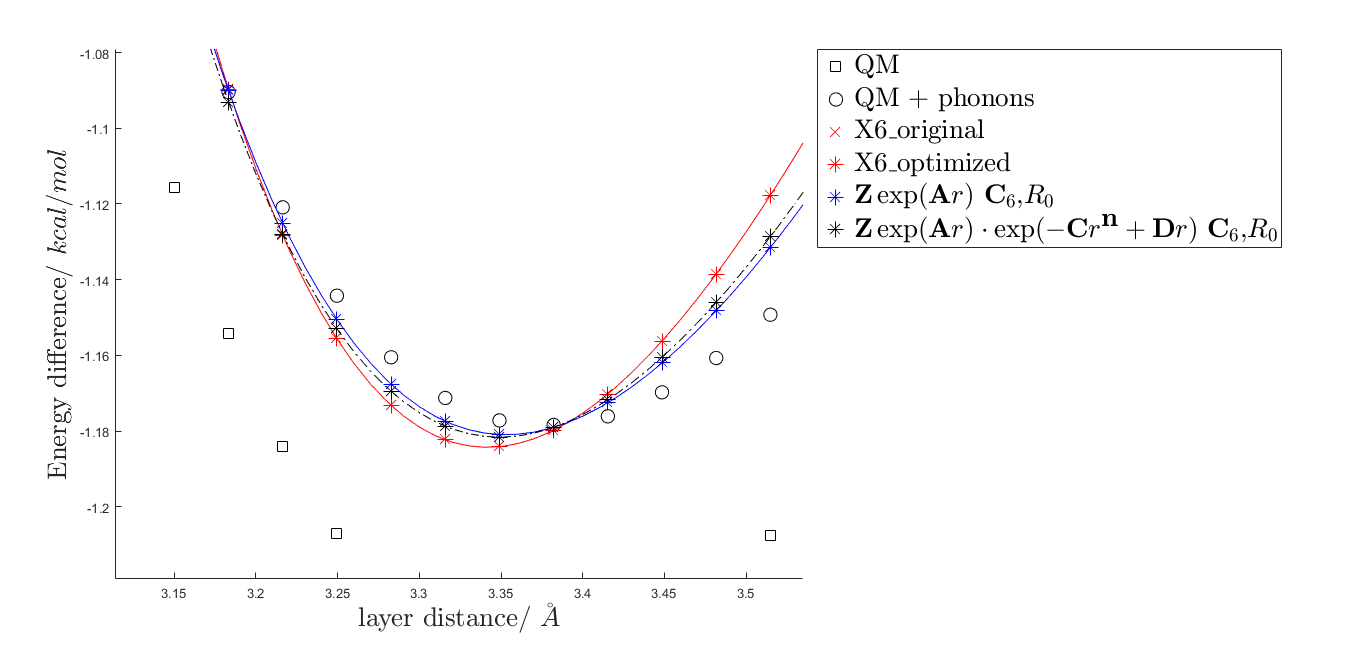 -1.08
-1.1
-1.12
-1.14
-1.16
-1.18
-1.2
Energy difference/ kcal/mol
3.15 3.2 3.25 3.3 3.35 3.4 3.45 3.5
layer distance/ Å
QM
QM + phonons
X6_original
X6_optimized
Z exp(Ar) C₆,R₀
Z exp(Ar) · exp(−Crⁿ + Dr) C₆,R₀